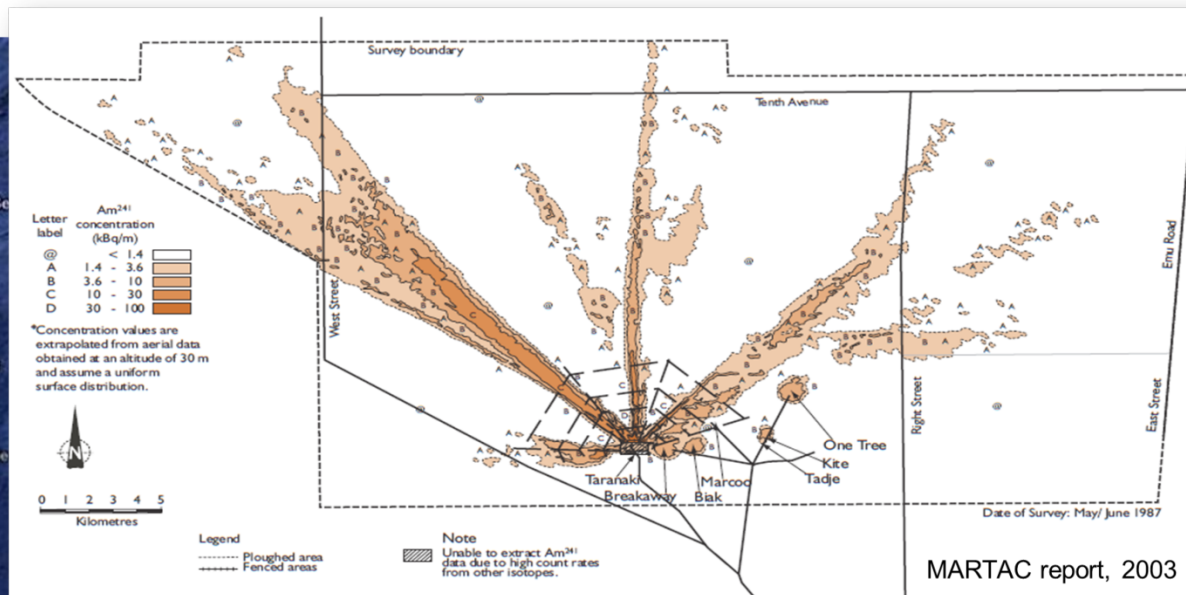 Survey boundary
Tenth Avenue
West Street
Right Street
East Street
Emu Road
Letter label
Am241 concentration (kBq/m)
@ < 1.4
A 1.4 - 3.6
B 3.6 - 10
C 10 - 30
D 30 - 100
*Concentration values are
extrapolated from aerial data
obtained at an altitude of 30 m
and assume a uniform
surface distribution.
N
0 1 2 3 4 5
Kilometres
One Tree
Kite
Tadje
Marcoo
Biak
Breakaway
Taranaki
Date of Survey: May/ June 1987
Legend
Ploughed area
Fenced areas
Note
Unable to extract Am241
data due to high count rates
from other isotopes.
MARTAC report, 2003